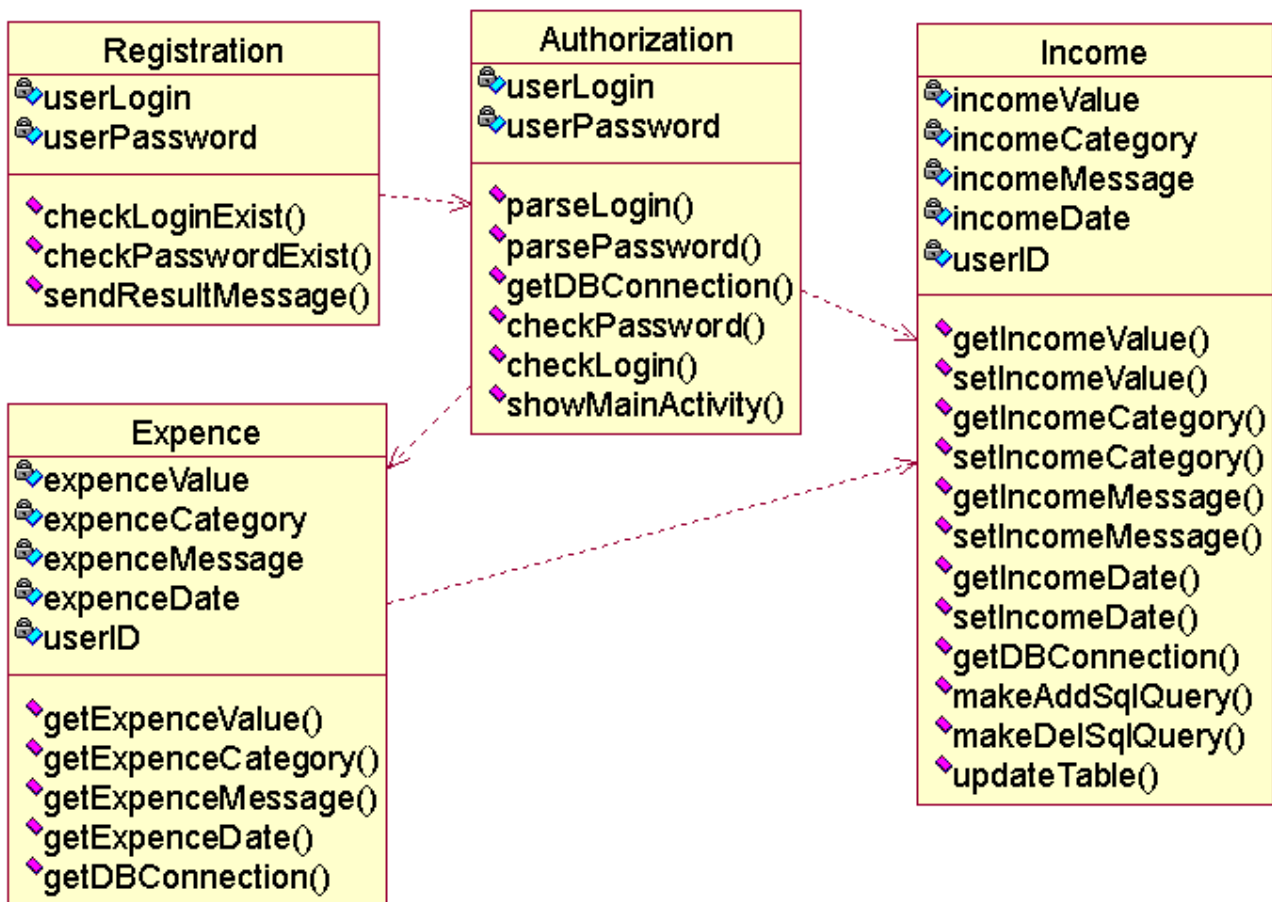 Registration
userLogin
userPassword
checkLoginExist()
checkPasswordExist()
sendResultMessage()
Authorization
userLogin
userPassword
parseLogin()
parsePassword()
getDBConnection()
checkPassword()
checkLogin()
showMainActivity()
Income
incomeValue
incomeCategory
incomeMessage
incomeDate
userID
getIncomeValue()
setIncomeValue()
getIncomeCategory()
setIncomeCategory()
getIncomeMessage()
setIncomeMessage()
getIncomeDate()
setIncomeDate()
getDBConnection()
makeAddSqlQuery()
makeDelSqlQuery()
updateTable()
Expence
expenceValue
expenceCategory
expenceMessage
expenceDate
userID
getExpenceValue()
getExpenceCategory()
getExpenceMessage()
getExpenceDate()
getDBConnection()